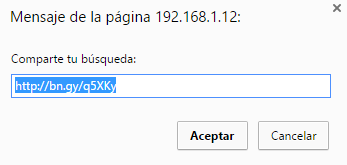 Mensaje de la página 192.168.1.12:
Comparte tu búsqueda:
http://bn.gy/q5XKy
Aceptar Cancelar